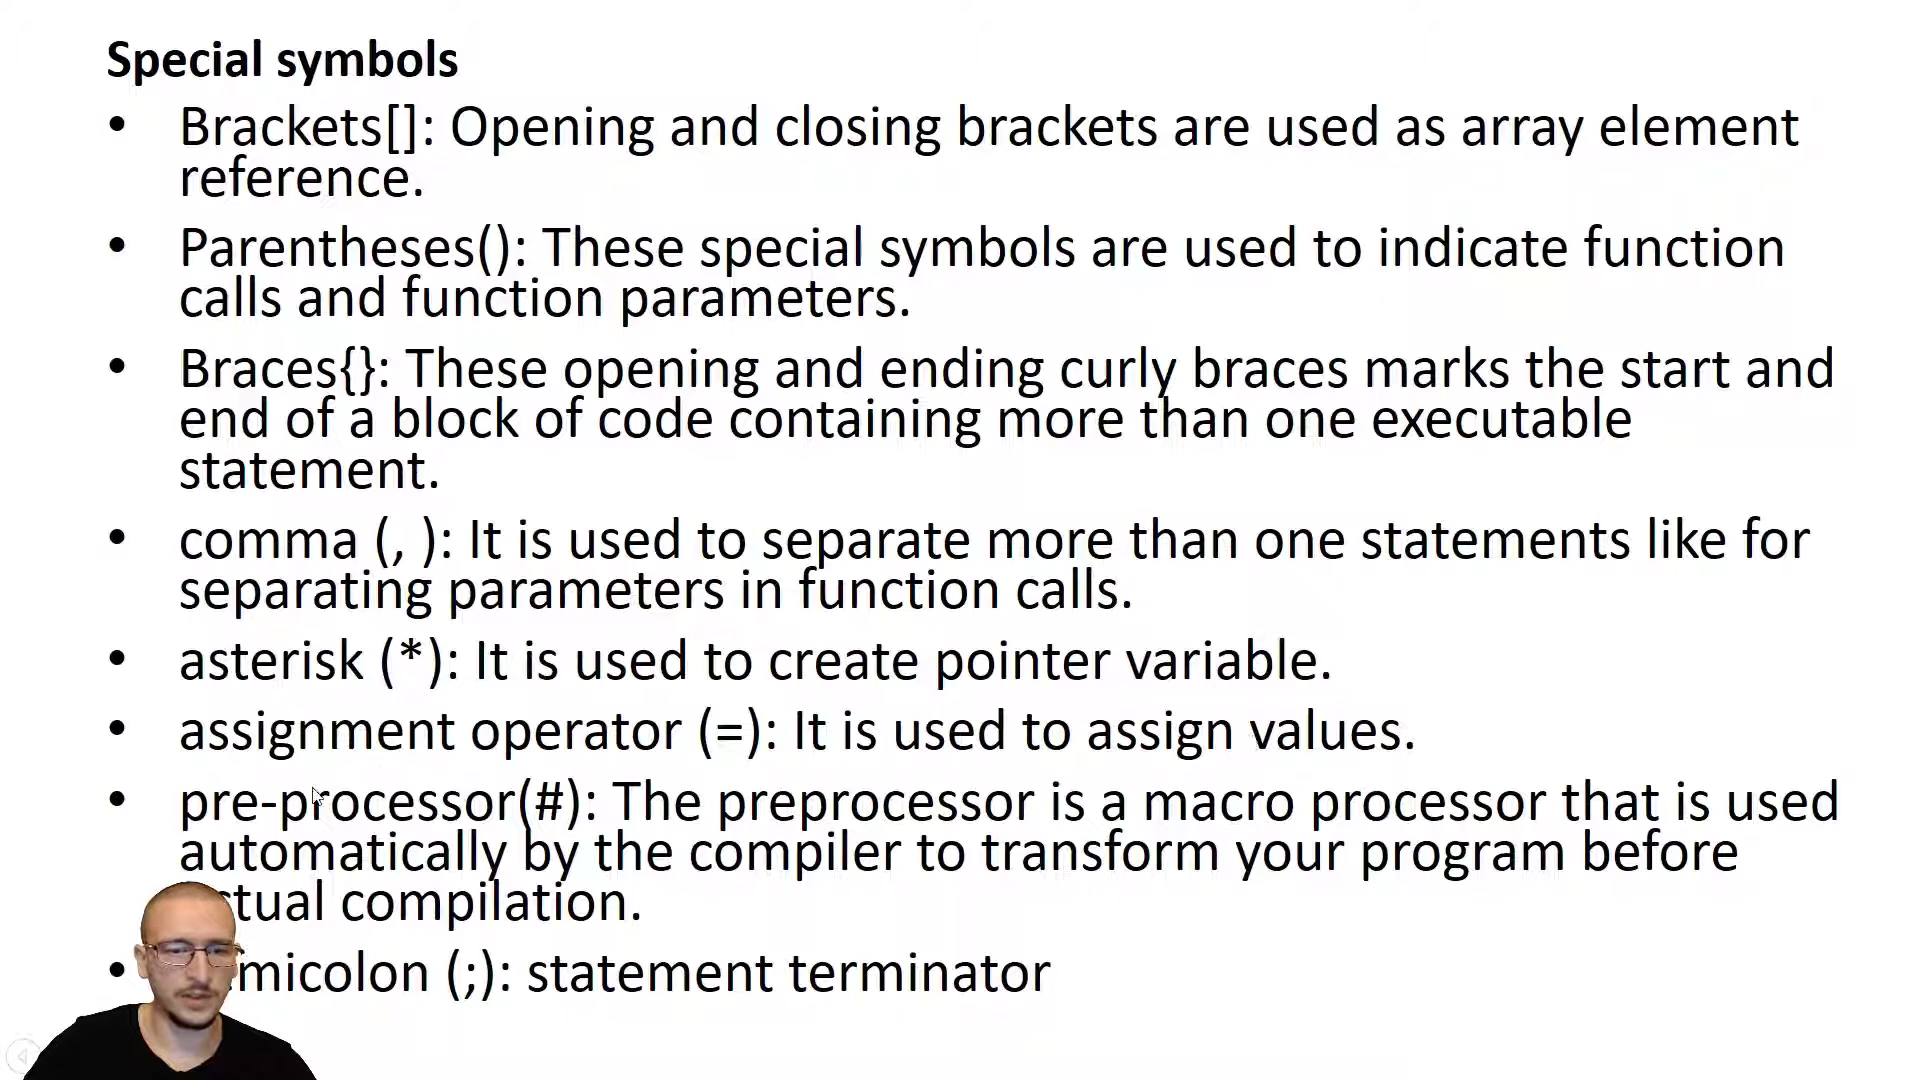 Special symbols
• Brackets[]: Opening and closing brackets are used as array element
reference.
• Parentheses(): These special symbols are used to indicate function
calls and function parameters.
• Braces{}: These opening and ending curly braces marks the start and
end of a block of code containing more than one executable
statement.
• comma (, ): It is used to separate more than one statements like for
separating parameters in function calls.
• asterisk (*): It is used to create pointer variable.
• assignment operator (=): It is used to assign values.
• pre-processor(#): The preprocessor is a macro processor that is used
automatically by the compiler to transform your program before
compilation.
• (;): statement terminator